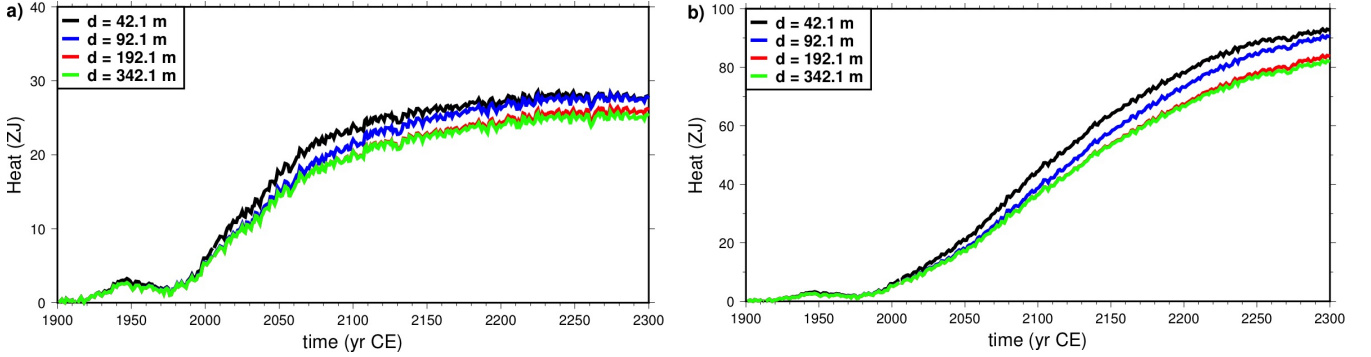 a)
d = 42.1 m
d = 92.1 m
d = 192.1 m
d = 342.1 m
Heat (ZJ)
40
30
20
10
0
1900 1950 2000 2050 2100 2150 2200 2250 2300
time (yr CE)
b)
d = 42.1 m
d = 92.1 m
d = 192.1 m
d = 342.1 m
Heat (ZJ)
100
80
60
40
20
0
1900 1950 2000 2050 2100 2150 2200 2250 2300
time (yr CE)